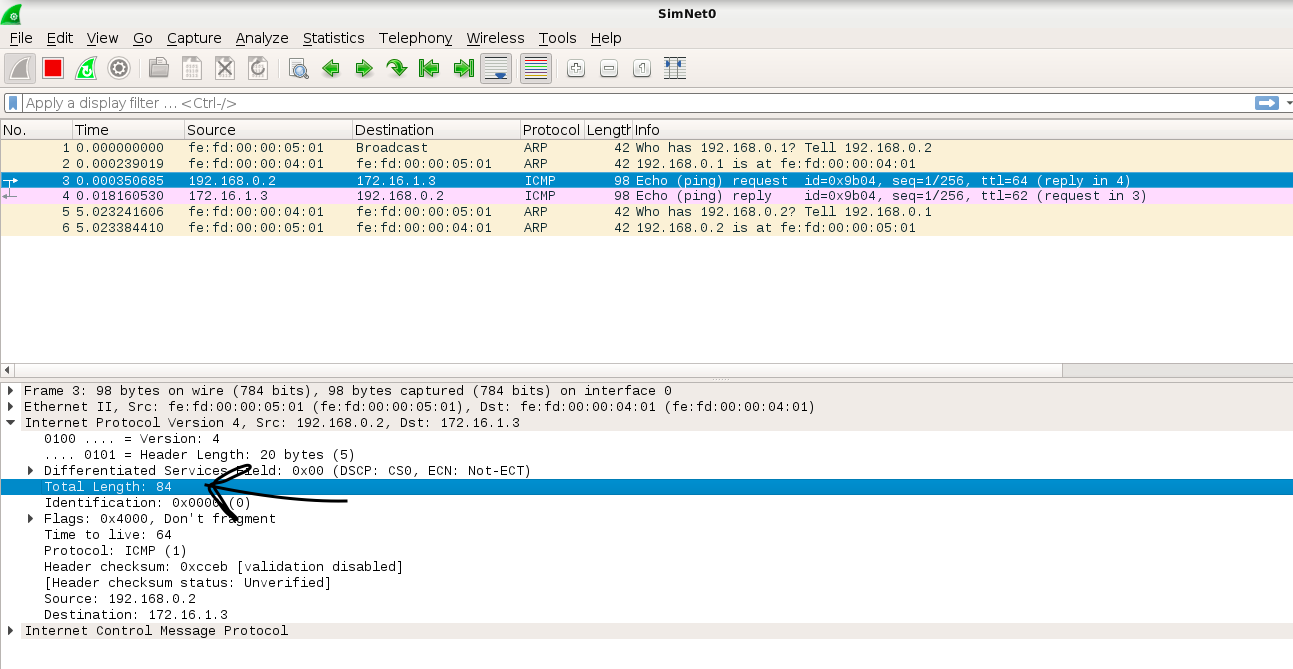 SimNet0
File Edit View Go Capture Analyze Statistics Telephony Wireless Tools Help
Apply a display filter … <Ctrl-/>
No. Time Source Destination Protocol Length Info
1 0.000000000 fe:fd:00:00:05:01 Broadcast ARP 42 Who has 192.168.0.1? Tell 192.168.0.2
2 0.000239019 fe:fd:00:00:04:01 fe:fd:00:00:05:01 ARP 42 192.168.0.1 is at fe:fd:00:00:04:01
3 0.000350685 192.168.0.2 172.16.1.3 ICMP 98 Echo (ping) request id=0x9b04, seq=1/256, ttl=64 (reply in 4)
4 0.018160530 172.16.1.3 192.168.0.2 ICMP 98 Echo (ping) reply id=0x9b04, seq=1/256, ttl=62 (request in 3)
5 5.023241606 fe:fd:00:00:04:01 fe:fd:00:00:05:01 ARP 42 Who has 192.168.0.2? Tell 192.168.0.1
6 5.023384410 fe:fd:00:00:05:01 fe:fd:00:00:04:01 ARP 42 192.168.0.2 is at fe:fd:00:00:05:01
Frame 3: 98 bytes on wire (784 bits), 98 bytes captured (784 bits) on interface 0
Ethernet II, Src: fe:fd:00:00:05:01 (fe:fd:00:00:05:01), Dst: fe:fd:00:00:04:01 (fe:fd:00:00:04:01)
Internet Protocol Version 4, Src: 192.168.0.2, Dst: 172.16.1.3
0100 .... = Version: 4
.... 0101 = Header Length: 20 bytes (5)
Differentiated Services Field: 0x00 (DSCP: CS0, ECN: Not-ECT)
Total Length: 84
Identification: 0x0000 (0)
Flags: 0x4000, Don't fragment
Time to live: 64
Protocol: ICMP (1)
Header checksum: 0xcceb [validation disabled]
[Header checksum status: Unverified]
Source: 192.168.0.2
Destination: 172.16.1.3
Internet Control Message Protocol